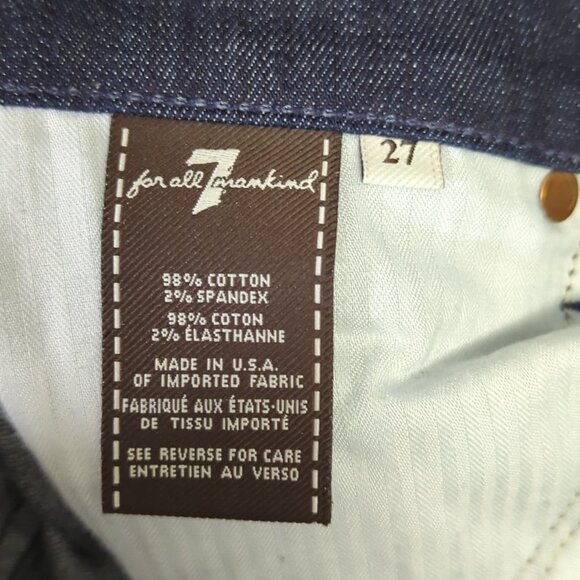 for all 7 mankind
27
98% COTTON
2% SPANDEX
98% COTON
2% ÉLASTHANNE
MADE IN U.S.A.
OF IMPORTED FABRIC
FABRIQUÉ AUX ÉTATS-UNIS
DE TISSU IMPORTÉ
SEE REVERSE FOR CARE
ENTRETIEN AU VERSO